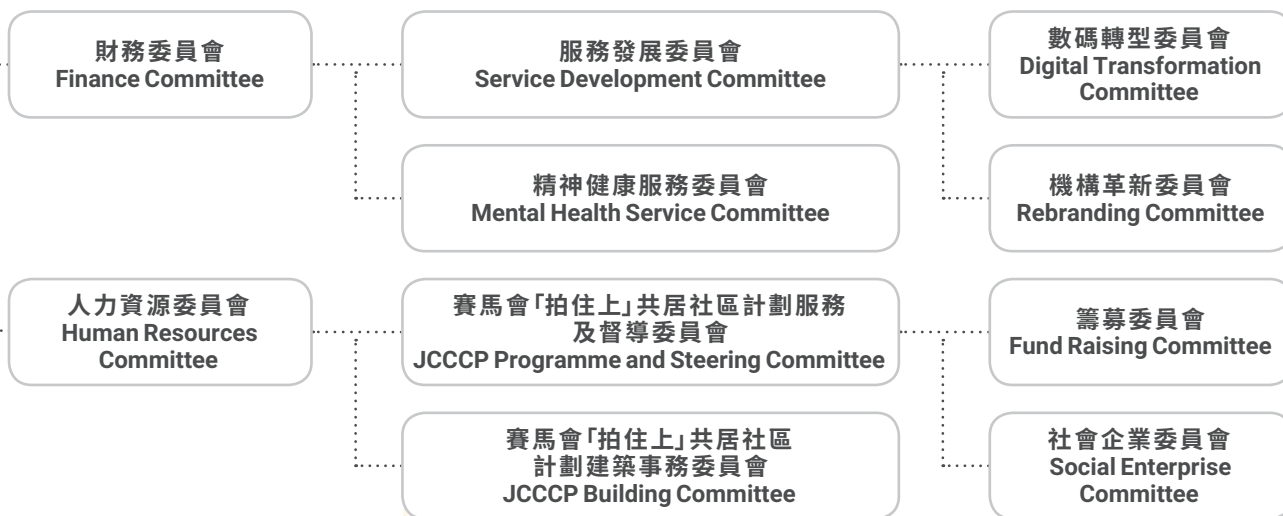 財務委員會
Finance Committee
服務發展委員會
Service Development Committee
數碼轉型委員會
Digital Transformation
Committee
精神健康服務委員會
Mental Health Service Committee
機構革新委員會
Rebranding Committee
人力資源委員會
Human Resources
Committee
賽馬會「拍住上」共居社區計劃服務
及督導委員會
JCCCP Programme and Steering Committee
籌募委員會
Fund Raising Committee
賽馬會「拍住上」共居社區
計劃建築事務委員會
JCCCP Building Committee
社會企業委員會
Social Enterprise
Committee